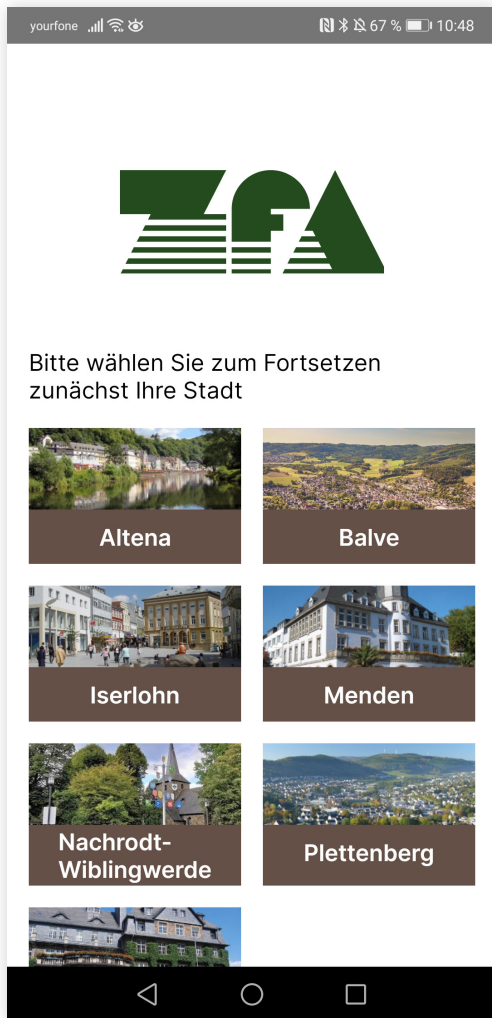 yourfone 67 % 10:48
ZFA
Bitte wählen Sie zum Fortsetzen
zunächst Ihre Stadt
Altena
Balve
Iserlohn
Menden
Nachrodt-
Wiblingwerde
Plettenberg